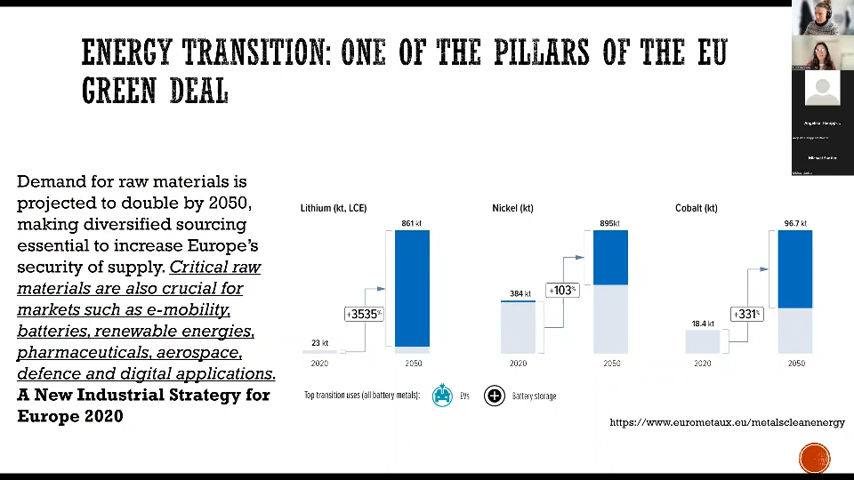 ENERGY TRANSITION: ONE OF THE PILLARS OF THE EU
GREEN DEAL
Demand for raw materials is
projected to double by 2050,
making diversified sourcing
essential to increase Europe's
security of supply. Critical raw
materials are also crucial for
markets such as e-mobility,
batteries, renewable energies,
pharmaceuticals, aerospace,
defence and digital applications.
A New Industrial Strategy for
Europe 2020
Lithium (kt, LCE)
861 kt
+3535%
23 kt
2020
2050
Nickel (kt)
895kt
384 kt
+103%
2020
2050
Cobalt (kt)
96.7 kt
+331%
18.4 kt
2020
2050
Top transition uses (all battery metals):
EVs
Battery storage
https://www.eurometaux.eu/metalscleanenergy